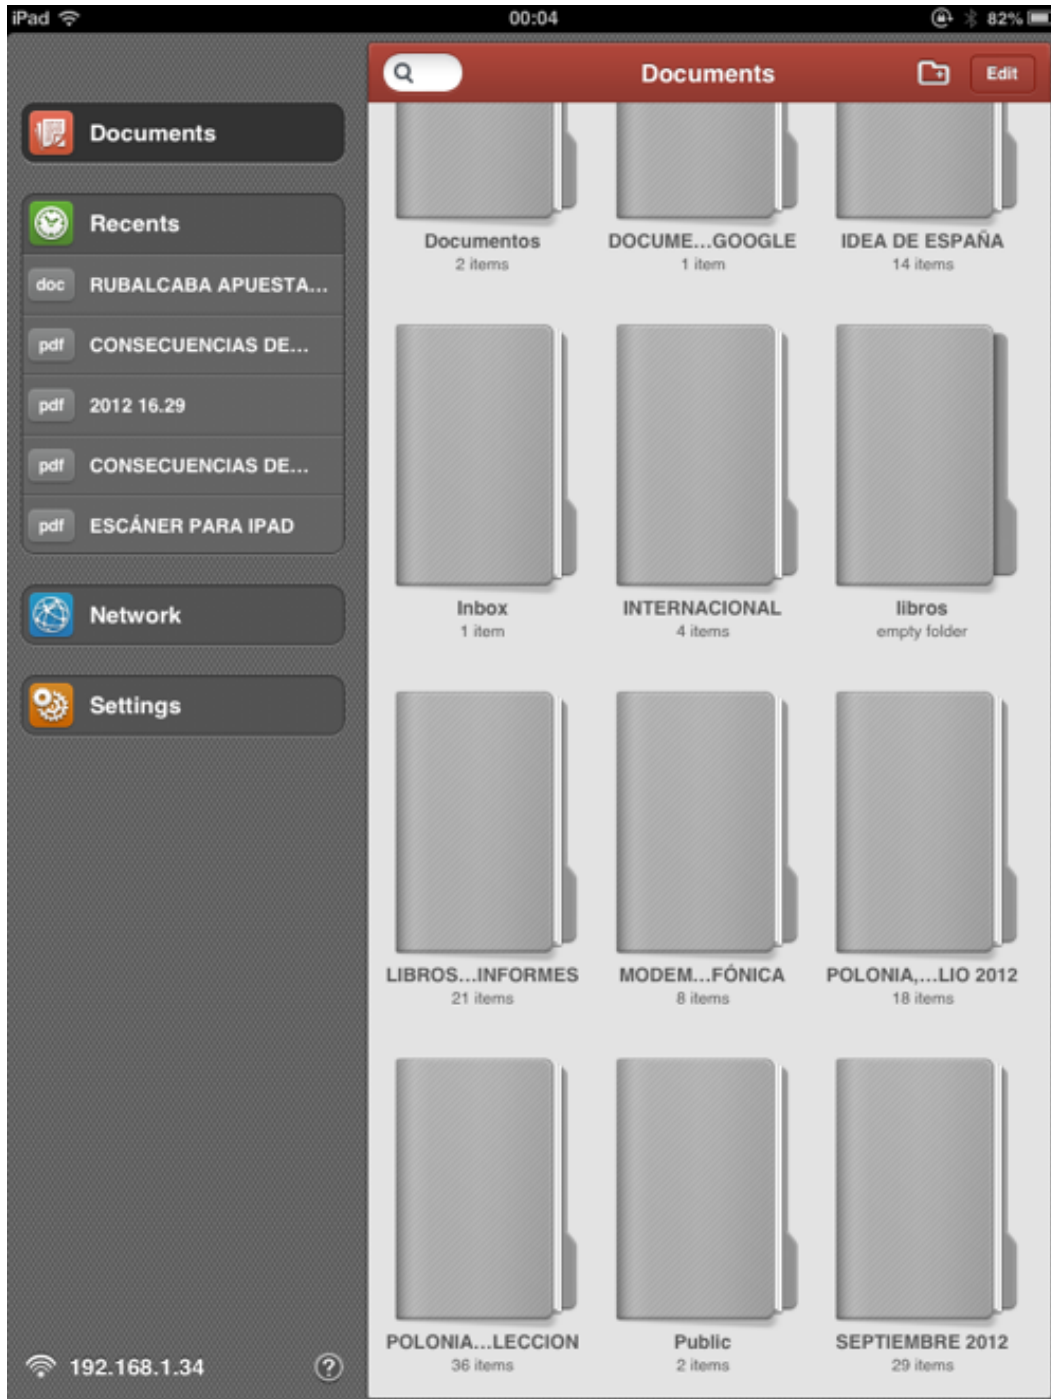 iPad 00:04 82%
Documents
Recents
doc RUBALCABA APUESTA...
pdf CONSECUENCIAS DE...
pdf 2012 16.29
pdf CONSECUENCIAS DE...
pdf ESCÁNER PARA IPAD
Network
Settings
192.168.1.34 ?
Documents Edit
Documentos DOCUME...GOOGLE IDEA DE ESPAÑA
2 items 1 item 14 items
Inbox INTERNACIONAL libros
1 item 4 items empty folder
LIBROS...INFORMES MODEM...FÓNICA POLONIA,...LIO 2012
21 items 8 items 18 items
POLONIA...LECCION Public SEPTIEMBRE 2012
36 items 2 items 29 items